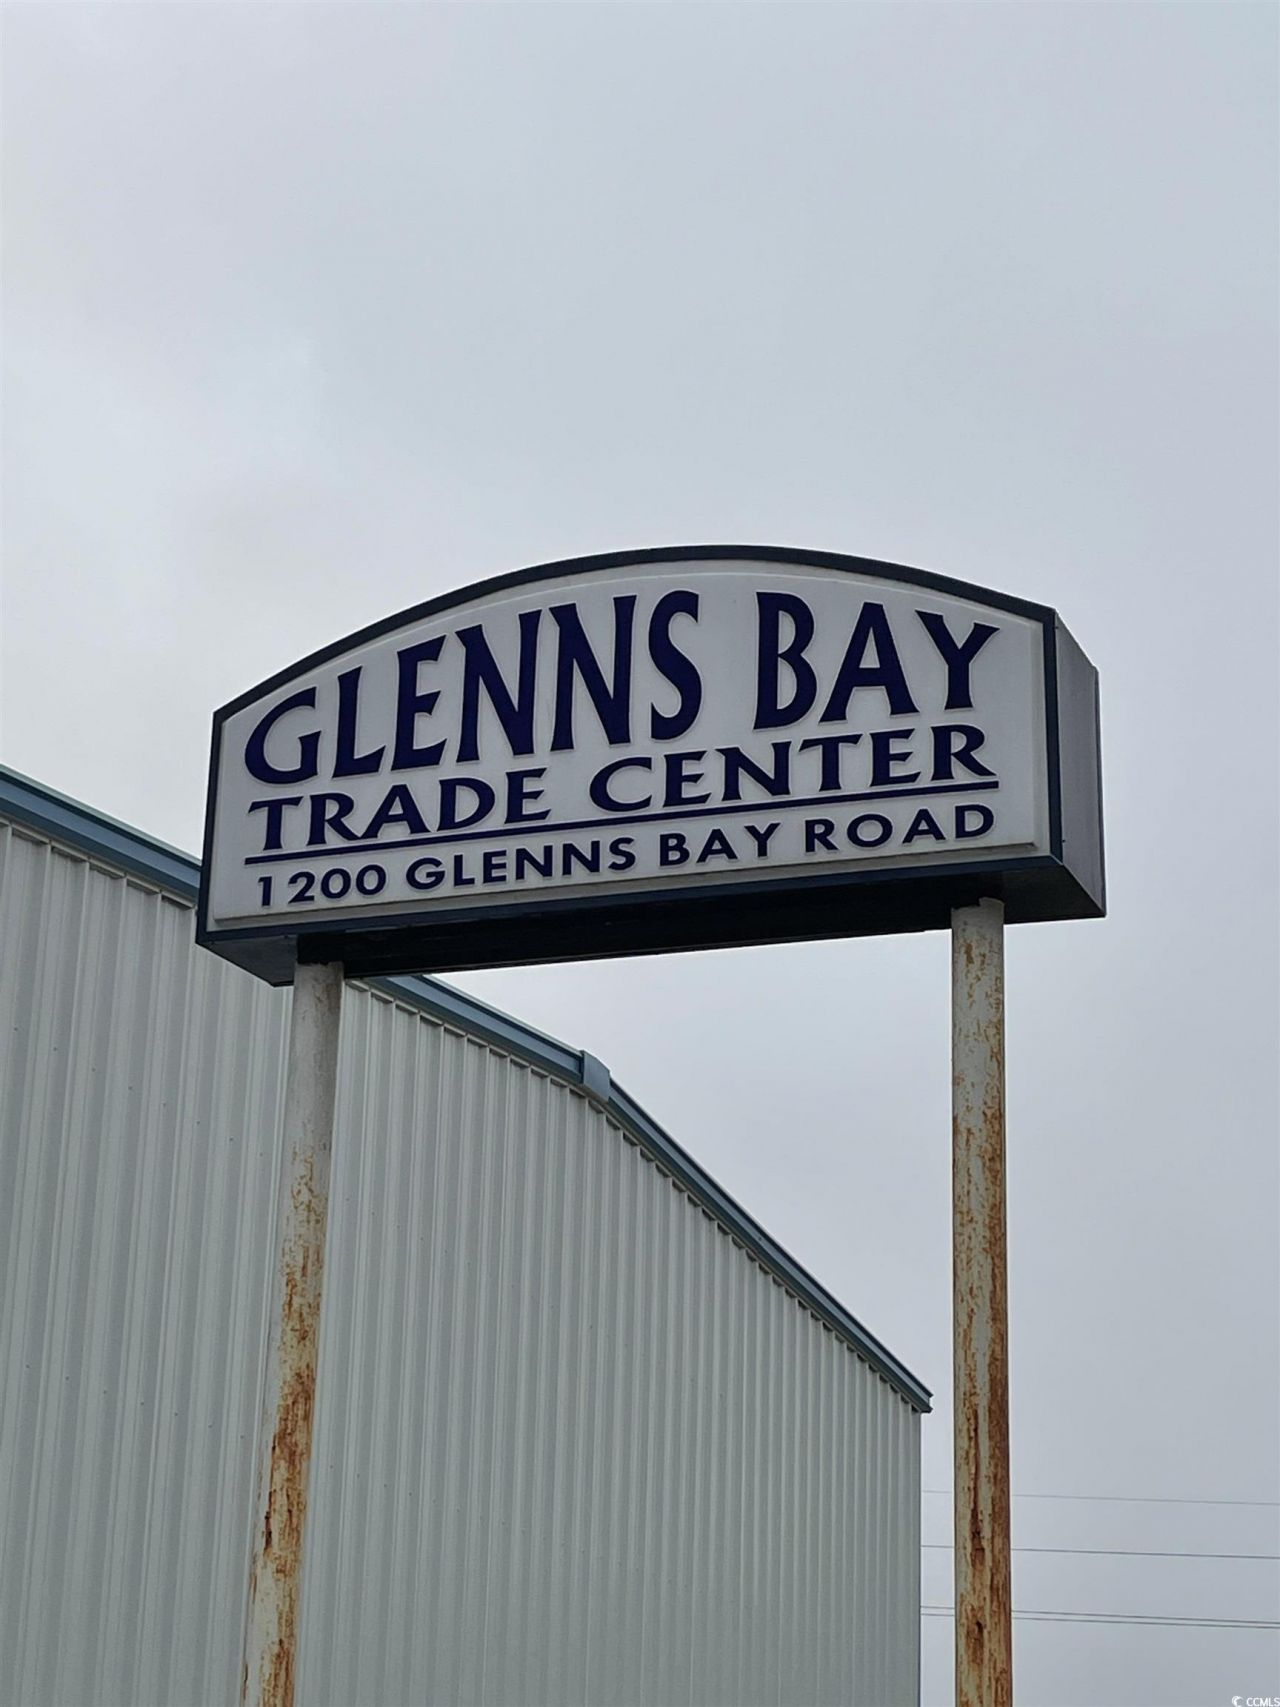 GLENNS BAY
TRADE CENTER
1200 GLENNS BAY ROAD
CCMLS